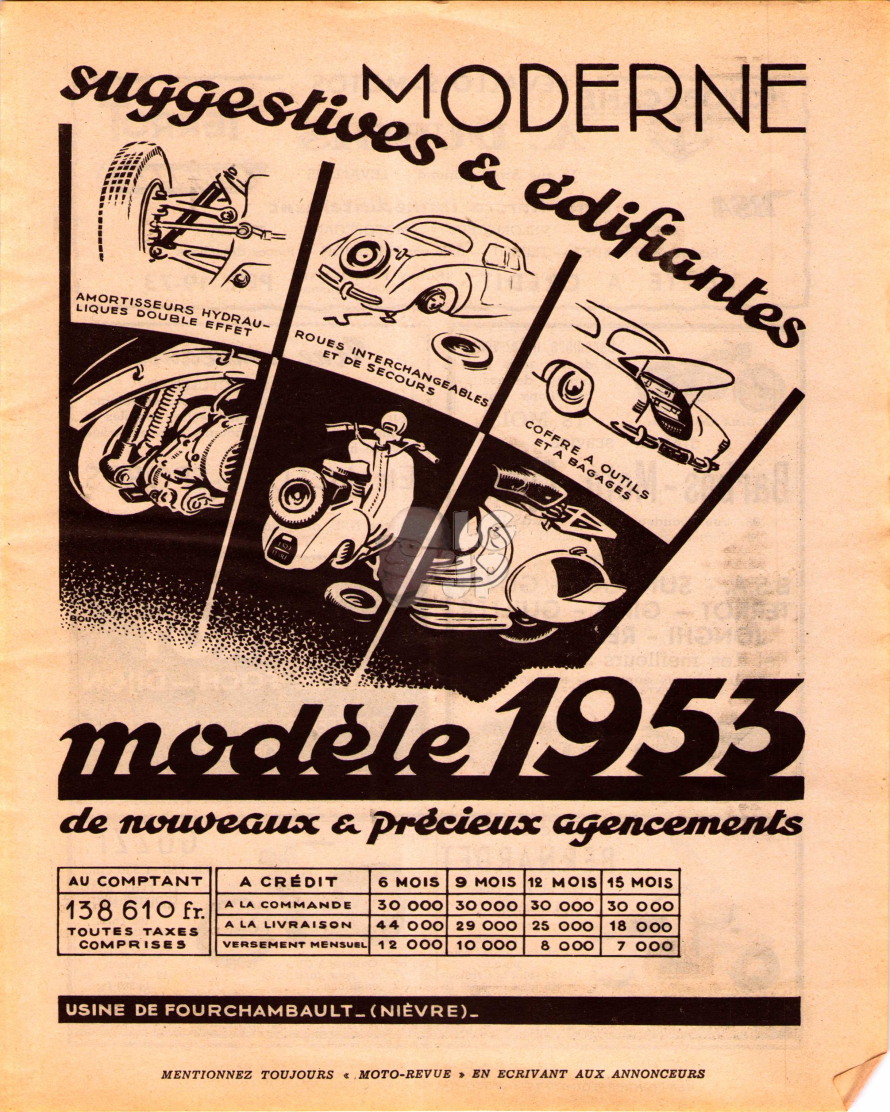 MODERNE
suggestives & édifiantes
AMORTISSEURS HYDRAU-
LIQUES DOUBLE EFFET
ROUES INTERCHANGEABLES
ET DE SECOURS
COFFRE A OUTILS
ET A BAGAGES
BOUYO
modèle 1953
de nouveaux & précieux agencements
AU COMPTANT
138 610 fr.
TOUTES TAXES
COMPRISES
A CRÉDIT 6 MOIS 9 MOIS 12 MOIS 15 MOIS
A LA COMMANDE 30 000 30 000 30 000 30 000
A LA LIVRAISON 44 000 29 000 25 000 18 000
VERSEMENT MENSUEL 12 000 10 000 8 000 7 000
USINE DE FOURCHAMBAULT_(NIÈVRE)_
MENTIONNEZ TOUJOURS « MOTO-REVUE » EN ECRIVANT AUX ANNONCEURS